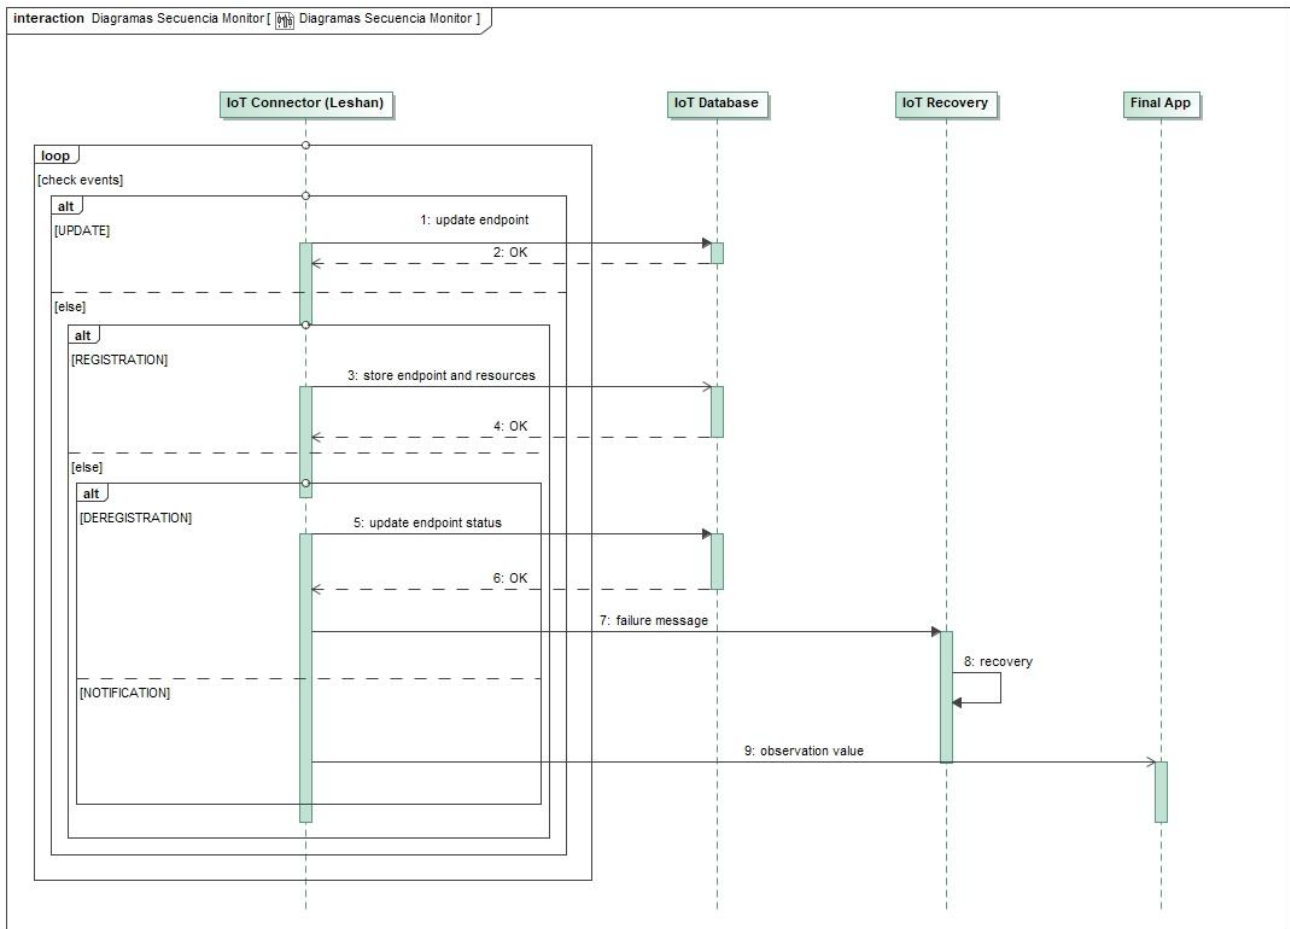 interaction Diagramas Secuencia Monitor [ Diagramas Secuencia Monitor ]
IoT Connector (Leshan)
IoT Database
IoT Recovery
Final App
loop
[check events]
alt
[UPDATE]
1: update endpoint
2: OK
[else]
alt
[REGISTRATION]
3: store endpoint and resources
4: OK
[else]
alt
[DEREGISTRATION]
5: update endpoint status
6: OK
7: failure message
8: recovery
[NOTIFICATION]
9: observation value